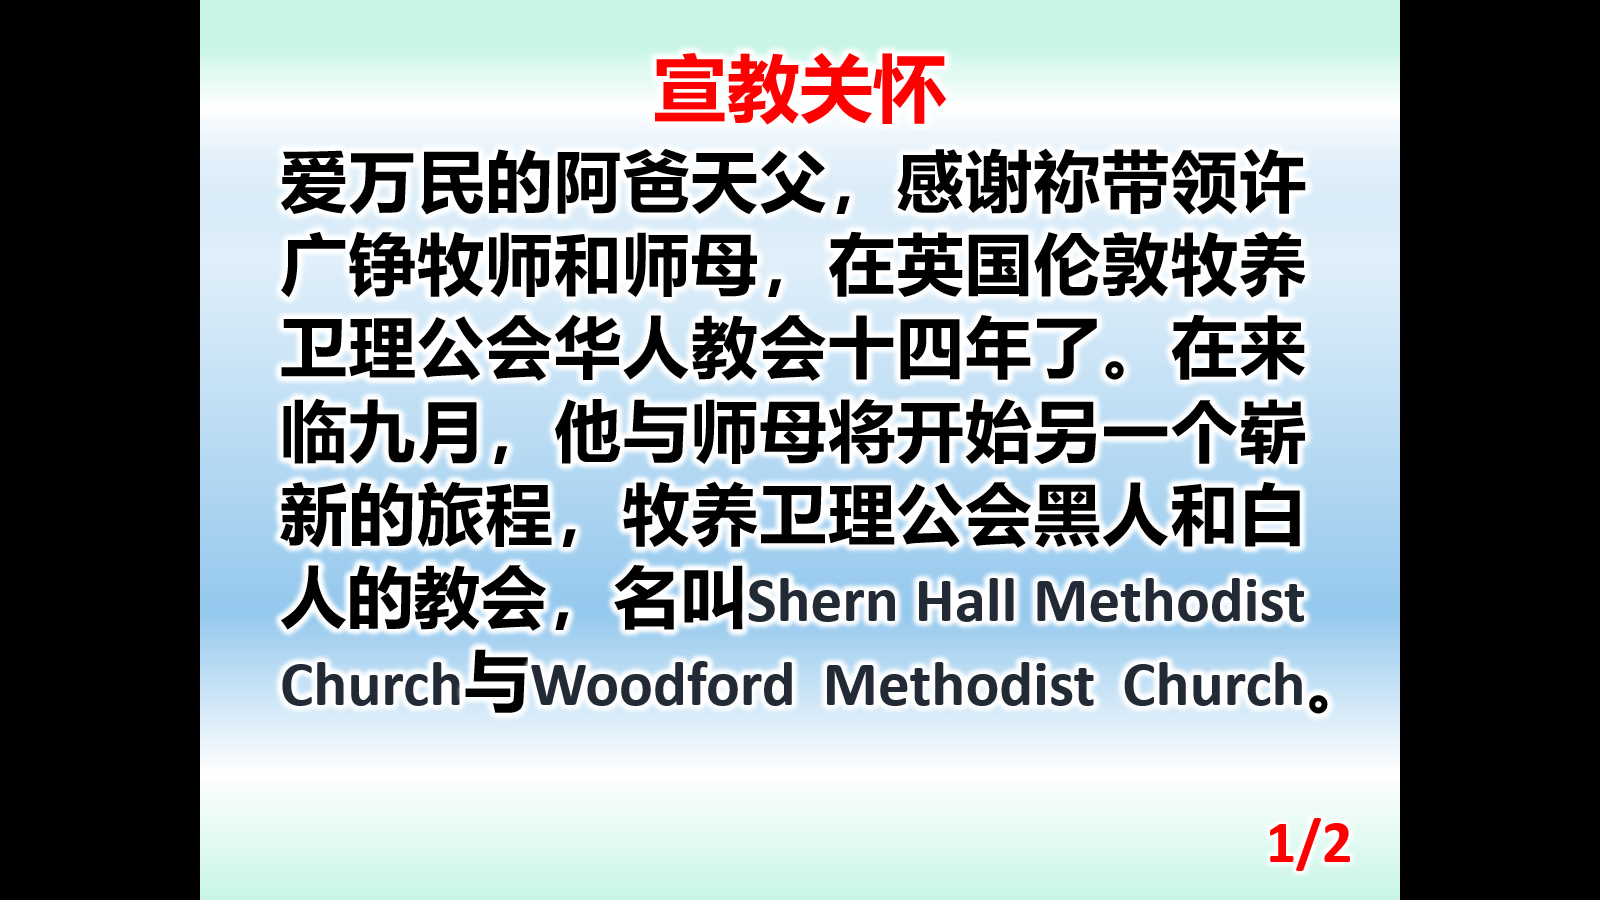 宣教关怀
爱万民的阿爸天父，感谢祢带领许
广铮牧师和师母，在英国伦敦牧养
卫理公会华人教会十四年了。在来
临九月，他与师母将开始另一个崭
新的旅程，牧养卫理公会黑人和白
人的教会，名叫Shern Hall Methodist
Church与Woodford Methodist Church。
1/2